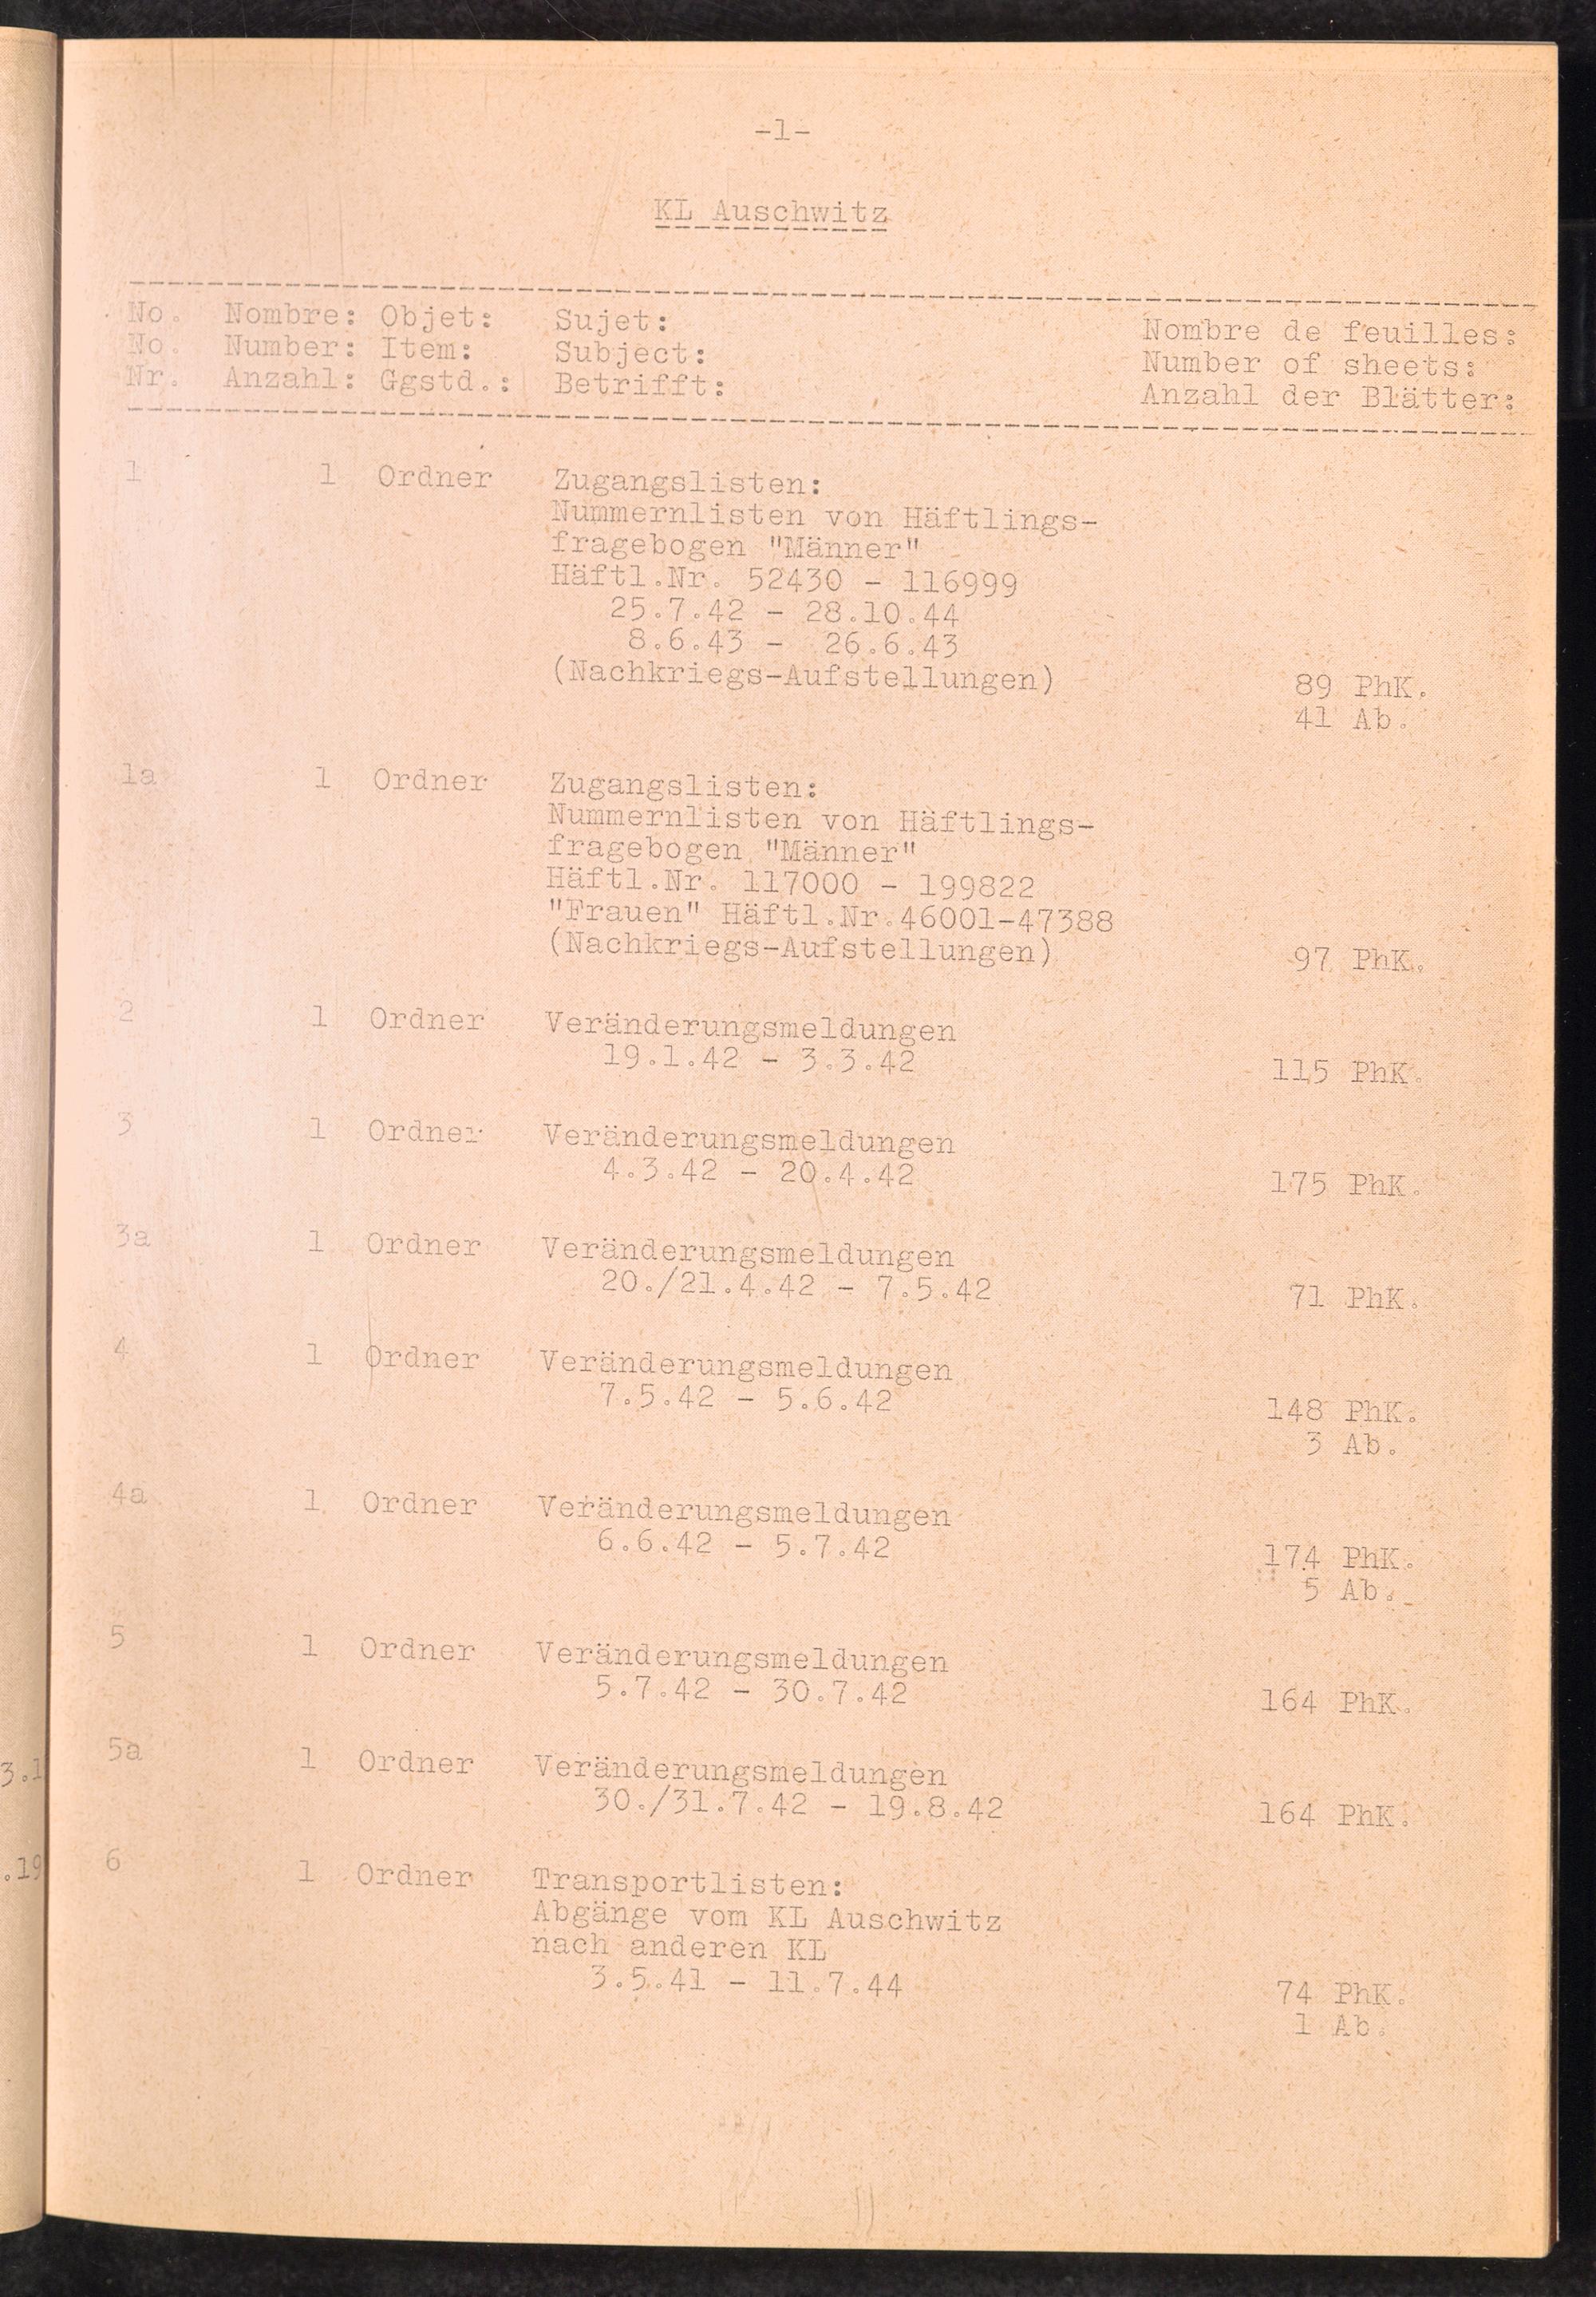 -1-
KL Auschwitz
No. Nombre: Objet: Sujet: Nombre de feuilles:
No. Number: Item: Subject: Number of sheets:
Nr. Anzahl: Ggstd.: Betrifft: Anzahl der Blätter:
1 1 Ordner Zugangslisten:
Nummernlisten von Häftlings-
fragebogen "Männer"
Häftl.Nr. 52430 - 116999
25.7.42 - 28.10.44
8.6.43 - 26.6.43
(Nachkriegs-Aufstellungen) 89 PhK.
41 Ab.
1a 1 Ordner Zugangslisten:
Nummernlisten von Häftlings-
fragebogen "Männer"
Häftl.Nr. 117000 - 199822
"Frauen" Häftl.Nr.46001-47388
(Nachkriegs-Aufstellungen) 97 PhK.
2 1 Ordner Veränderungsmeldungen
19.1.42 - 3.3.42 115 PhK.
3 1 Ordner Veränderungsmeldungen
4.3.42 - 20.4.42 175 PhK.
3a 1 Ordner Veränderungsmeldungen
20./21.4.42 - 7.5.42 71 PhK.
4 1 Ordner Veränderungsmeldungen
7.5.42 - 5.6.42 148 PhK.
3 Ab.
4a 1 Ordner Veränderungsmeldungen
6.6.42 - 5.7.42 174 PhK.
5 Ab.
5 1 Ordner Veränderungsmeldungen
5.7.42 - 30.7.42 164 PhK.
5a 1 Ordner Veränderungsmeldungen
30./31.7.42 - 19.8.42 164 PhK.
3.1
6 1 Ordner Transportlisten:
.19
Abgänge vom KL Auschwitz
nach anderen KL
3.5.41 - 11.7.44 74 PhK.
1 Ab.